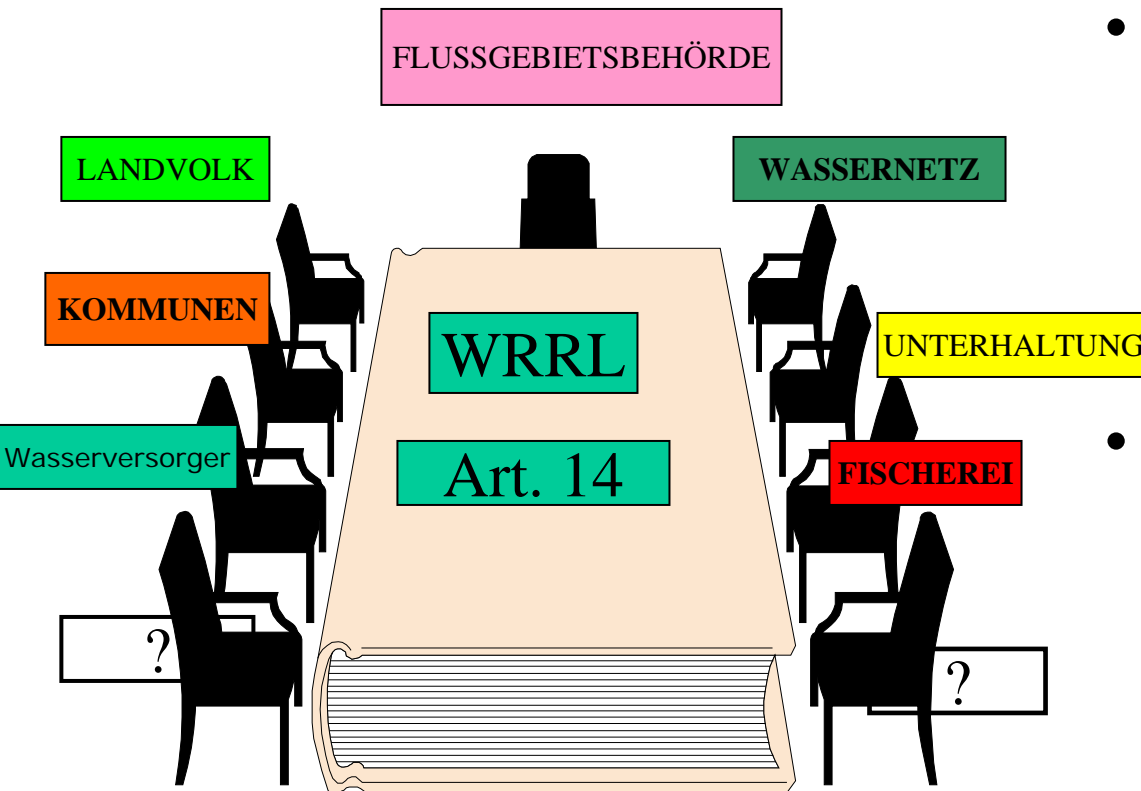 FLUSSGEBIETSBEHÖRDE
LANDVOLK
WASSERNETZ
KOMMUNEN
WRRL
UNTERHALTUNG
Wasserversorger
Art. 14
FISCHEREI
?
?